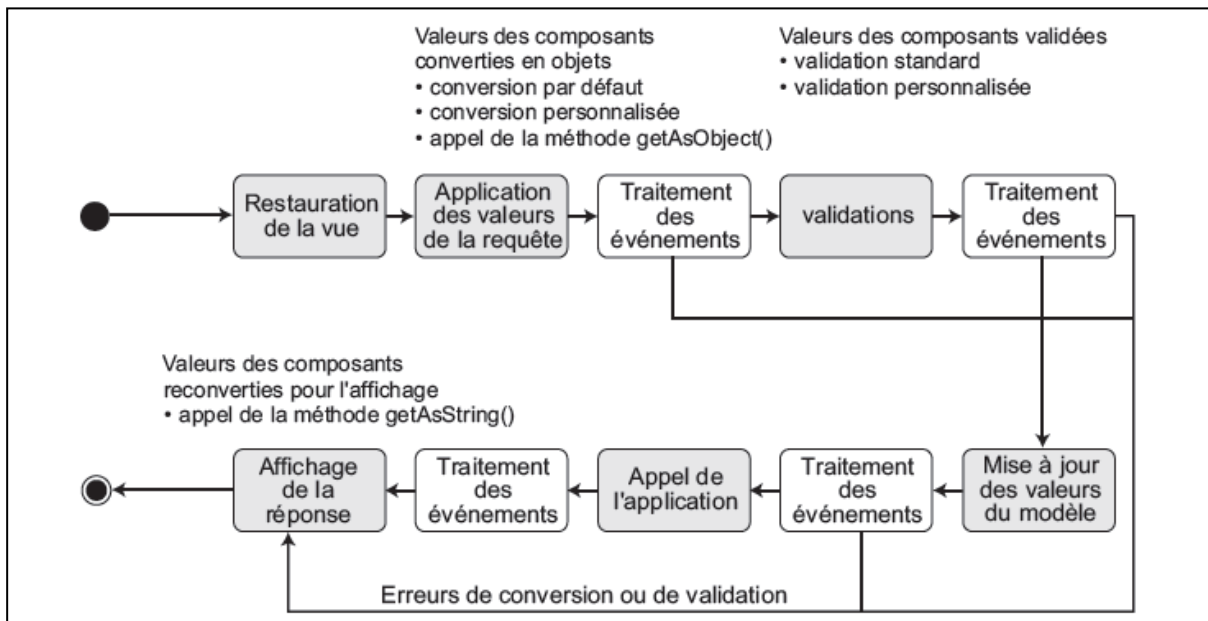 Valeurs des composants
converties en objets
• conversion par défaut
• conversion personnalisée
• appel de la méthode getAsObject()
Valeurs des composants validées
• validation standard
• validation personnalisée
Restauration
de la vue
Application
des valeurs
de la requête
Traitement
des
événements
validations
Traitement
des
événements
Valeurs des composants
reconverties pour l'affichage
• appel de la méthode getAsString()
Affichage
de la
réponse
Traitement
des
événements
Appel de
l'application
Traitement
des
événements
Mise à jour
des valeurs
du modèle
Erreurs de conversion ou de validation